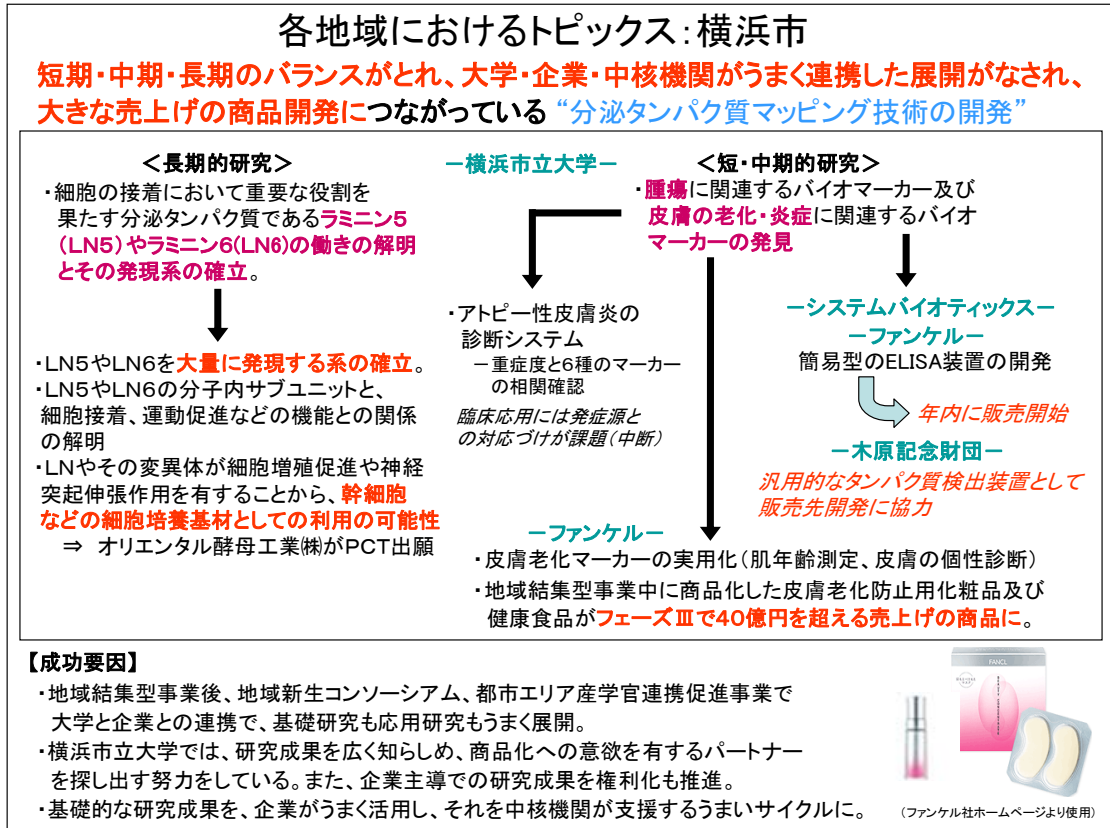 各地域におけるトピックス：横浜市
短期・中期・長期のバランスがとれ、大学・企業・中核機関がうまく連携した展開がなされ、
大きな売上げの商品開発につながっている “分泌タンパク質マッピング技術の開発”
＜長期的研究＞
・細胞の接着において重要な役割を
果たす分泌タンパク質であるラミニン5
（LN5）やラミニン6(LN6)の働きの解明
とその発現系の確立。
・LN5やLN6を大量に発現する系の確立。
・LN5やLN6の分子内サブユニットと、
細胞接着、運動促進などの機能との関係
の解明
・LNやその変異体が細胞増殖促進や神経
突起伸張作用を有することから、幹細胞
などの細胞培養基材としての利用の可能性
⇒ オリエンタル酵母工業㈱がPCT出願
－横浜市立大学－
＜短・中期的研究＞
・腫瘍に関連するバイオマーカー及び
皮膚の老化・炎症に関連するバイオ
マーカーの発見
・アトピー性皮膚炎の
診断システム
－重症度と6種のマーカー
の相関確認
臨床応用には発症源と
の対応づけが課題（中断）
－システムバイオティックス－
－ファンケル－
簡易型のELISA装置の開発
年内に販売開始
－木原記念財団－
汎用的なタンパク質検出装置として
販売先開発に協力
－ファンケル－
・皮膚老化マーカーの実用化（肌年齢測定、皮膚の個性診断）
・地域結集型事業中に商品化した皮膚老化防止用化粧品及び
健康食品がフェーズⅢで40億円を超える売上げの商品に。
【成功要因】
・地域結集型事業後、地域新生コンソーシアム、都市エリア産学官連携促進事業で
大学と企業との連携で、基礎研究も応用研究もうまく展開。
・横浜市立大学では、研究成果を広く知らしめ、商品化への意欲を有するパートナー
を探し出す努力をしている。また、企業主導での研究成果を権利化も推進。
・基礎的な研究成果を、企業がうまく活用し、それを中核機関が支援するうまいサイクルに。
FANCL
（ファンケル社ホームページより使用）